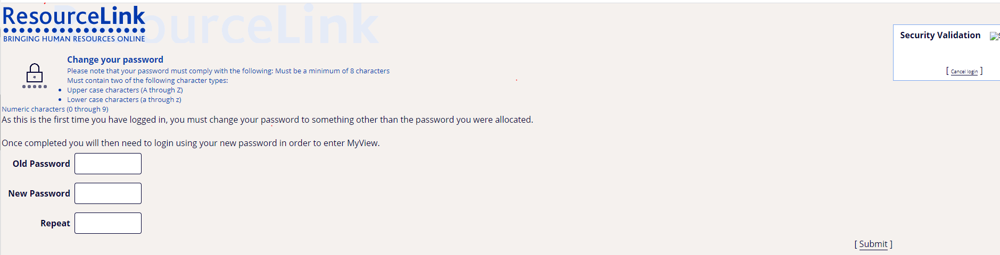 ResourceLink
BRINGING HUMAN RESOURCES ONLINE
ourceLink
Security Validation
[ Cancel login ]
Change your password
Please note that your password must comply with the following: Must be a minimum of 8 characters
Must contain two of the following character types:
• Upper case characters (A through Z)
• Lower case characters (a through z)
Numeric characters (0 through 9)
As this is the first time you have logged in, you must change your password to something other than the password you were allocated.
Once completed you will then need to login using your new password in order to enter MyView.
Old Password
New Password
Repeat
[ Submit ]